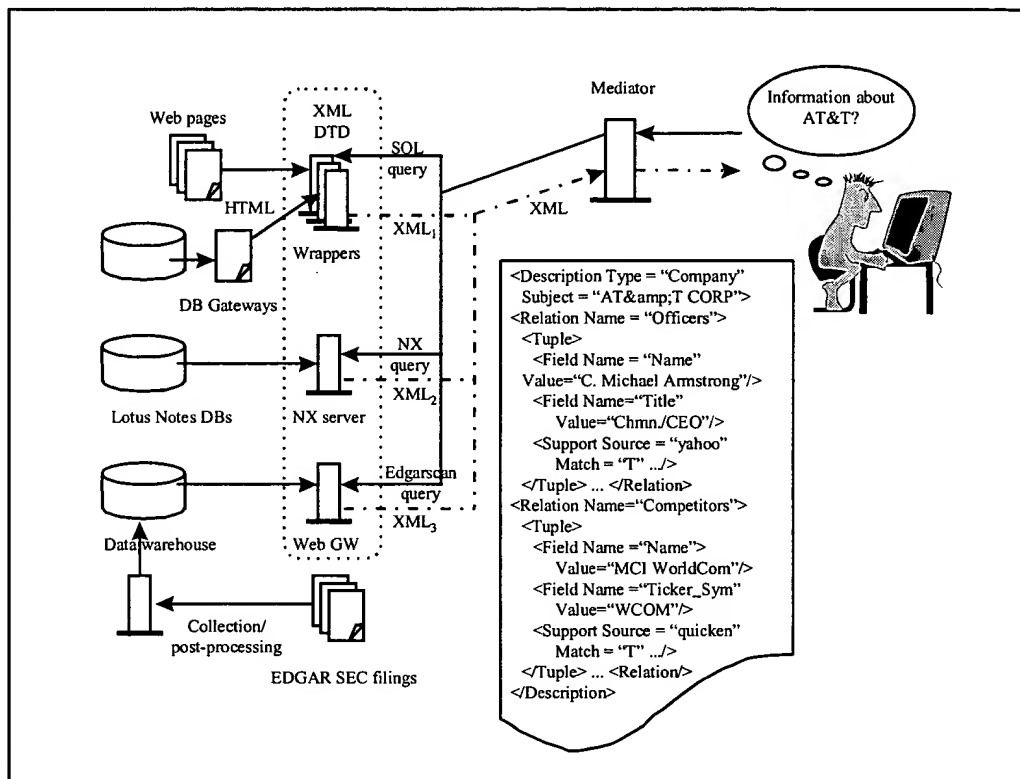 Mediator
Information about
AT&T?
Web pages
XML
DTD
SOL
query
HTML
XML1
XML
Wrappers
DB Gateways
NX
query
XML2
Lotus Notes DBs
NX server
Edgarscan
query
XML3
Data warehouse
Web GW
Collection/
post-processing
EDGAR SEC filings
<Description Type = “Company”
Subject = “AT&amp;T CORP”>
<Relation Name = “Officers”>
<Tuple>
<Field Name = “Name”
Value=“C. Michael Armstrong”/>
<Field Name=“Title”
Value=“Chmn./CEO”/>
<Support Source = “yahoo”
Match = “T” .../>
</Tuple> ... </Relation>
<Relation Name=“Competitors”>
<Tuple>
<Field Name =“Name”>
Value=“MCI WorldCom”/>
<Field Name =“Ticker_Sym”
Value=“WCOM”/>
<Support Source = “quicken”
Match = “T” .../>
</Tuple> ... <Relation/>
</Description>